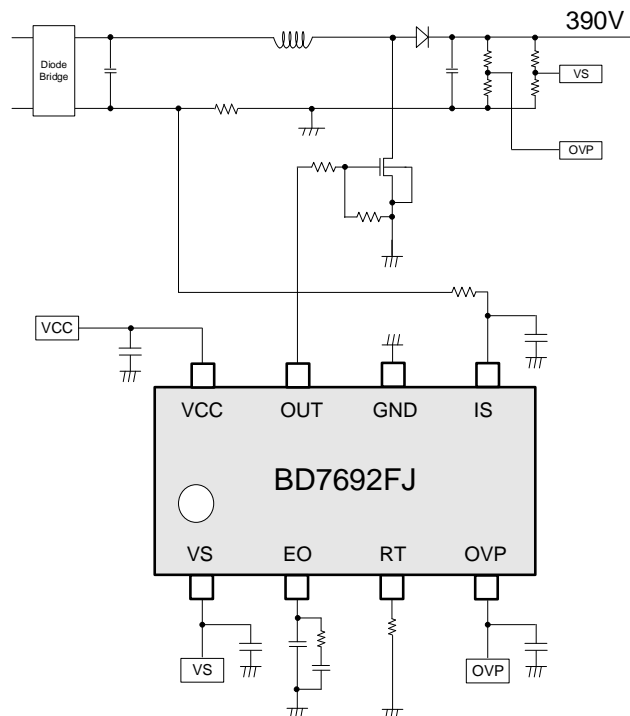 390V
Diode
Bridge
VS
OVP
VCC
VCC OUT GND IS
BD7692FJ
VS EO RT OVP
VS OVP